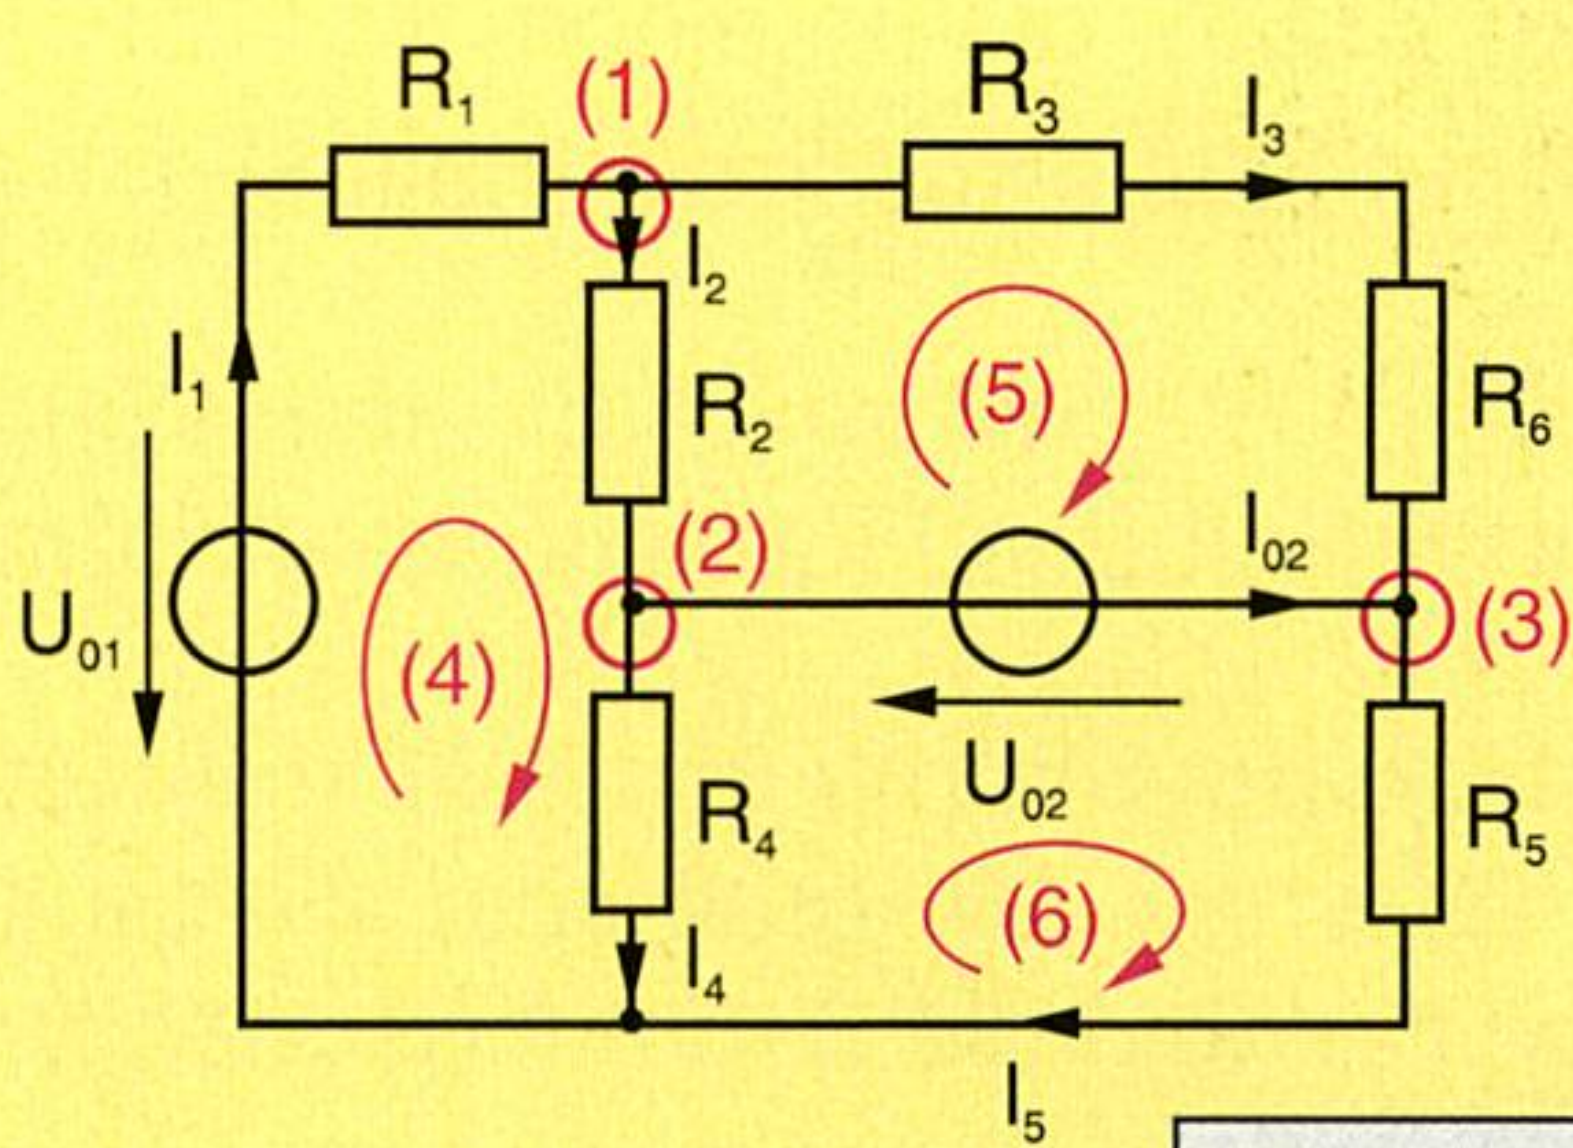 R₁
(1)
R₃
I₃
I₂
I₁
R₂
(5)
R₆
(2)
I₀₂
U₀₁
(4)
(3)
U₀₂
R₄
R₅
(6)
I₄
I₅